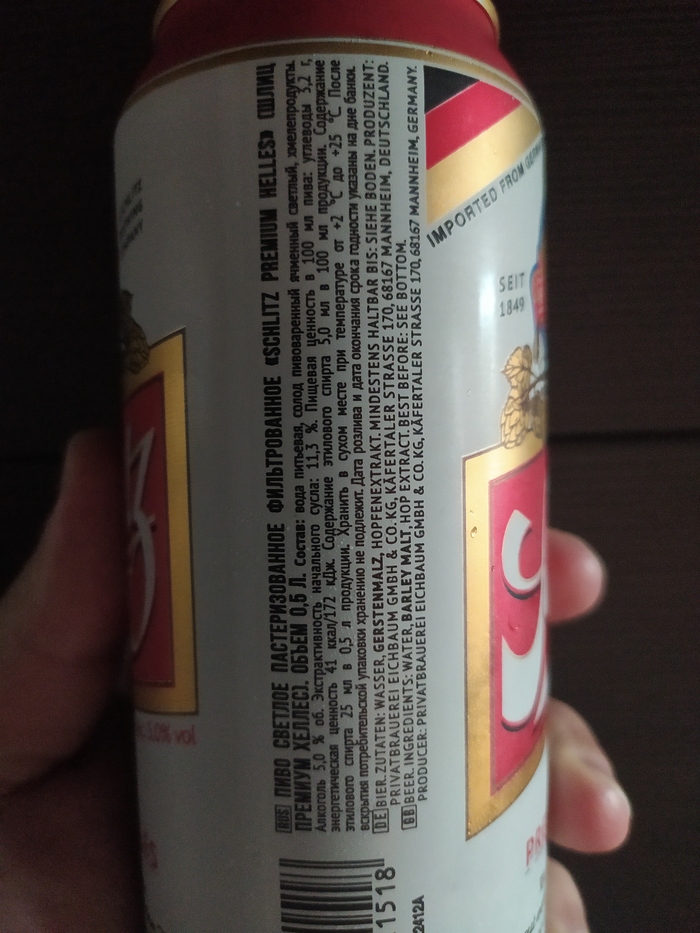 RUS ПИВО СВЕТЛОЕ ПАСТЕРИЗОВАННОЕ ФИЛЬТРОВАННОЕ «SCHLITZ PREMIUM HELLES» (ШЛИЦ
ПРЕМИУМ ХЕЛЛЕС). ОБЪЕМ 0,5 Л. Состав: вода питьевая, солод пивоваренный ячменный светлый, хмелепродукты.
Алкоголь 5,0 % об. Экстрактивность начального сусла: 11,3 %. Пищевая ценность в 100 мл пива: углеводы 3,2 г,
энергетическая ценность 41 ккал/172 кДж. Содержание этилового спирта 5,0 мл в 100 мл продукции. Содержание
этилового спирта 25 мл в 0,5 л продукции. Хранить в сухом месте при температуре от +2 °С до +25 °С. После
вскрытия потребительской упаковки хранению не подлежит. Дата розлива и дата окончания срока годности указаны на дне банки.
DE BIER. ZUTATEN: WASSER, GERSTENMALZ, HOPFENEXTRAKT. MINDESTENS HALTBAR BIS: SIEHE BODEN. PRODUZENT:
PRIVATBRAUEREI EICHBAUM GMBH & CO. KG, KÄFERTALER STRASSE 170, 68167 MANNHEIM, DEUTSCHLAND.
GB BEER. INGREDIENTS: WATER, BARLEY MALT, HOP EXTRACT. BEST BEFORE: SEE BOTTOM.
PRODUCER: PRIVATBRAUEREI EICHBAUM GMBH & CO. KG, KÄFERTALER STRASSE 170, 68167 MANNHEIM, GERMANY.
IMPORTED FROM
SEIT
1849
5.0% vol
1518
2412A